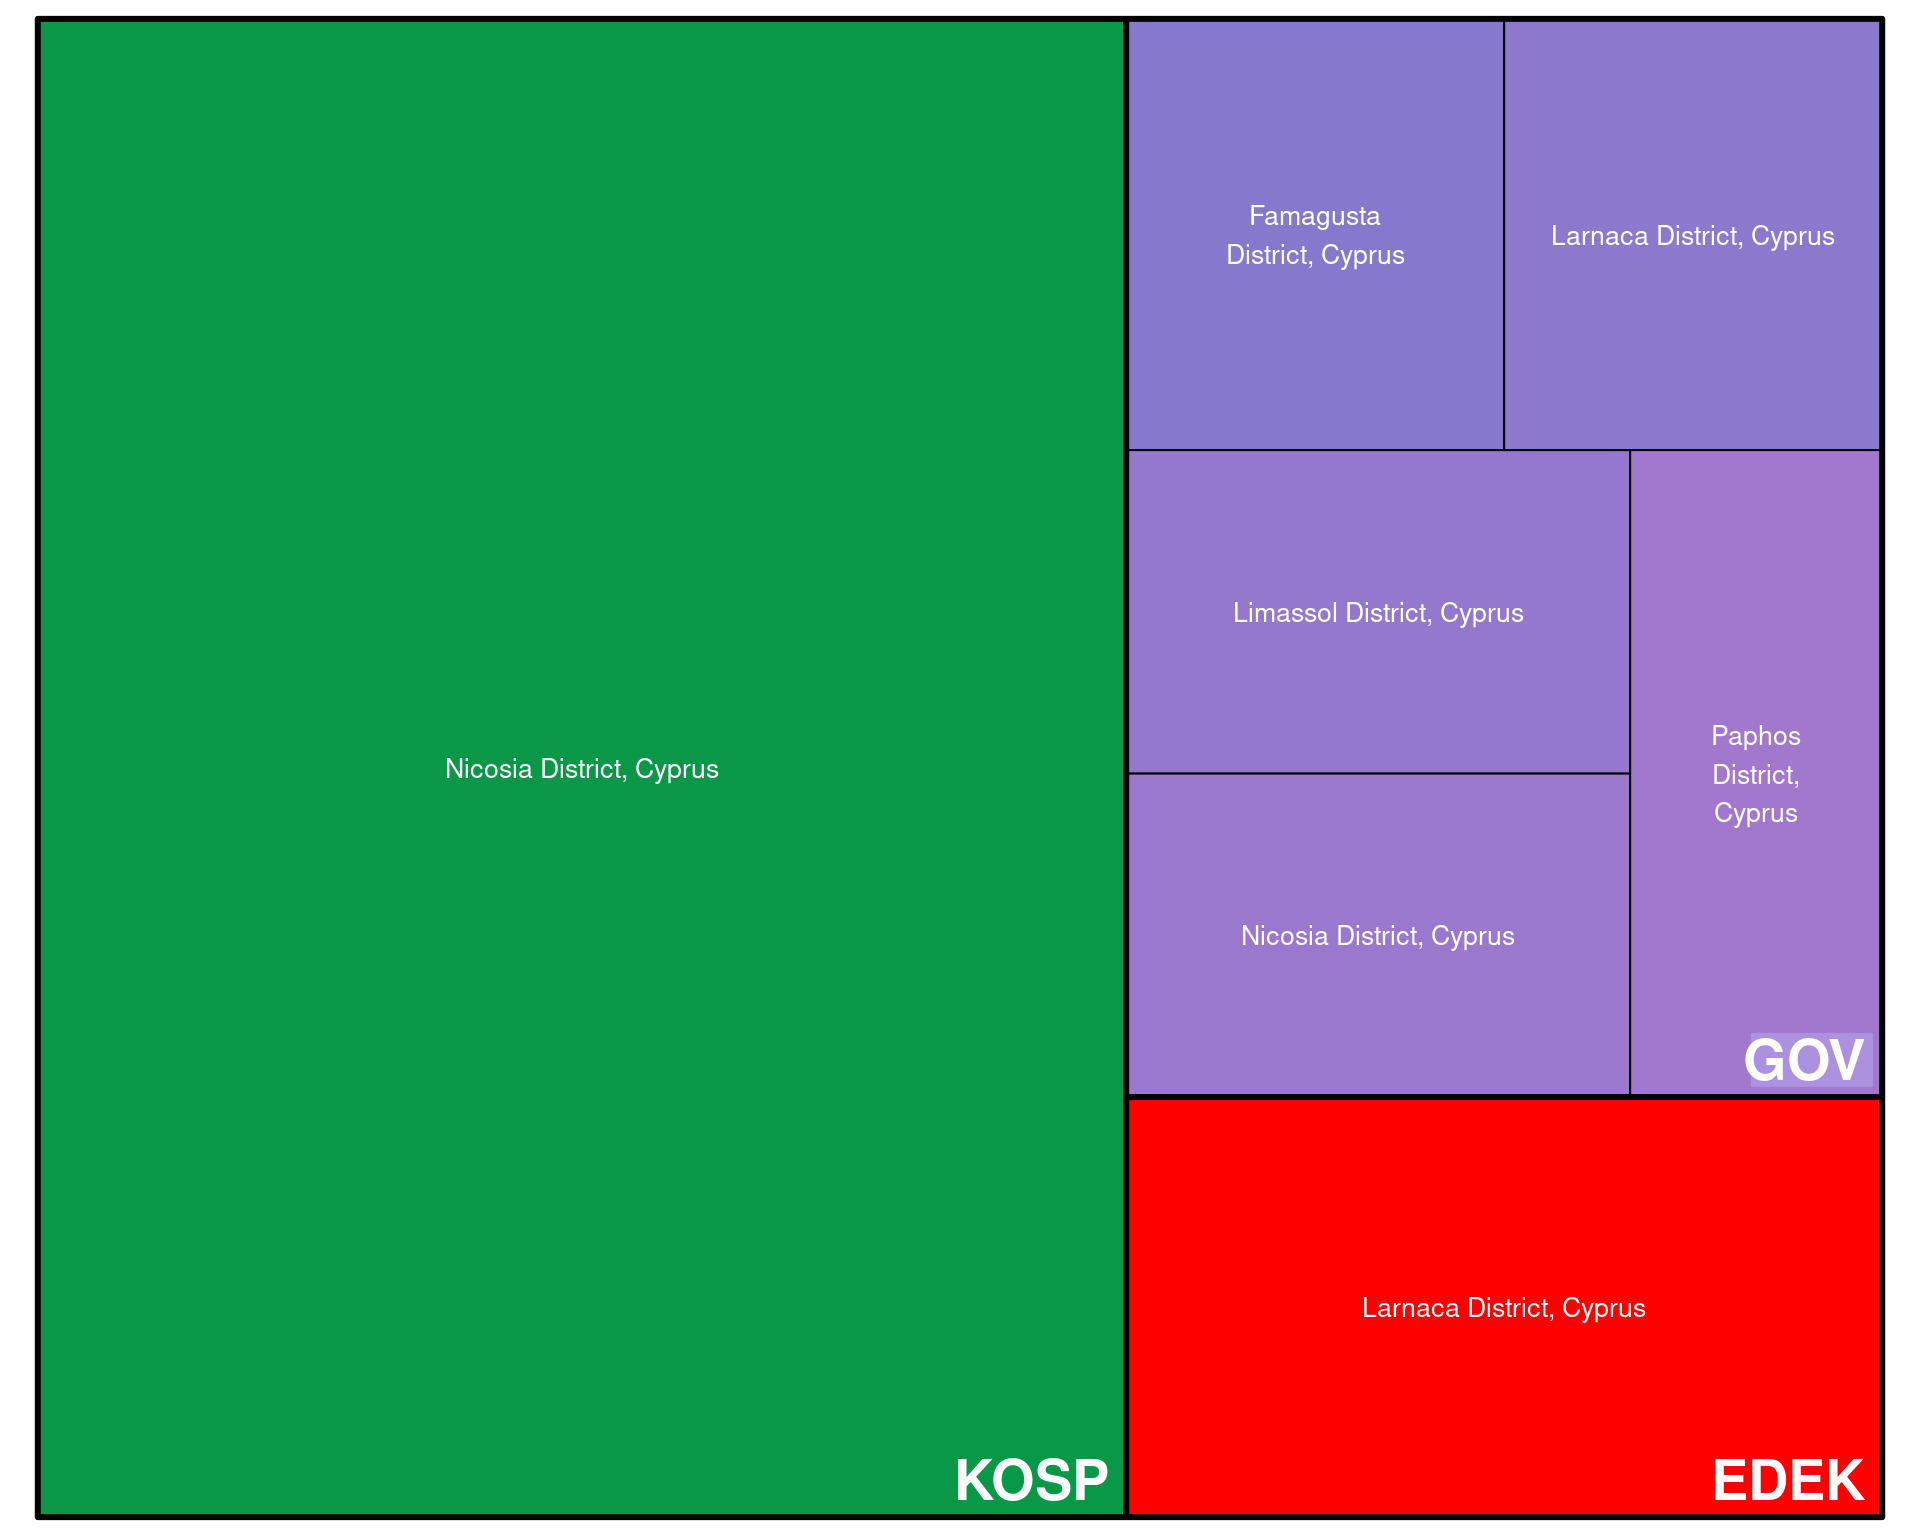 Nicosia District, Cyprus
KOSP
Famagusta
District, Cyprus
Larnaca District, Cyprus
Limassol District, Cyprus
Nicosia District, Cyprus
Paphos
District,
Cyprus
GOV
Larnaca District, Cyprus
EDEK